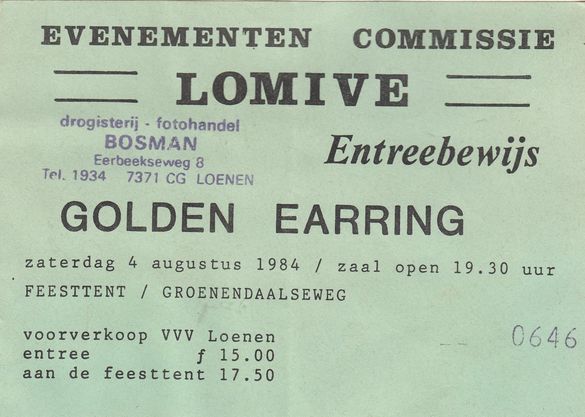 EVENEMENTEN COMMISSIE
LOMIVE
drogisterij - fotohandel
BOSMAN
Eerbeekseweg 8
Tel. 1934 7371 CG LOENEN
Entreebewijs
GOLDEN EARRING
zaterdag 4 augustus 1984 / zaal open 19.30 uur
FEESTTENT / GROENENDAALSEWEG
voorverkoop VVV Loenen
entree ƒ 15.00
aan de feesttent 17.50
0646